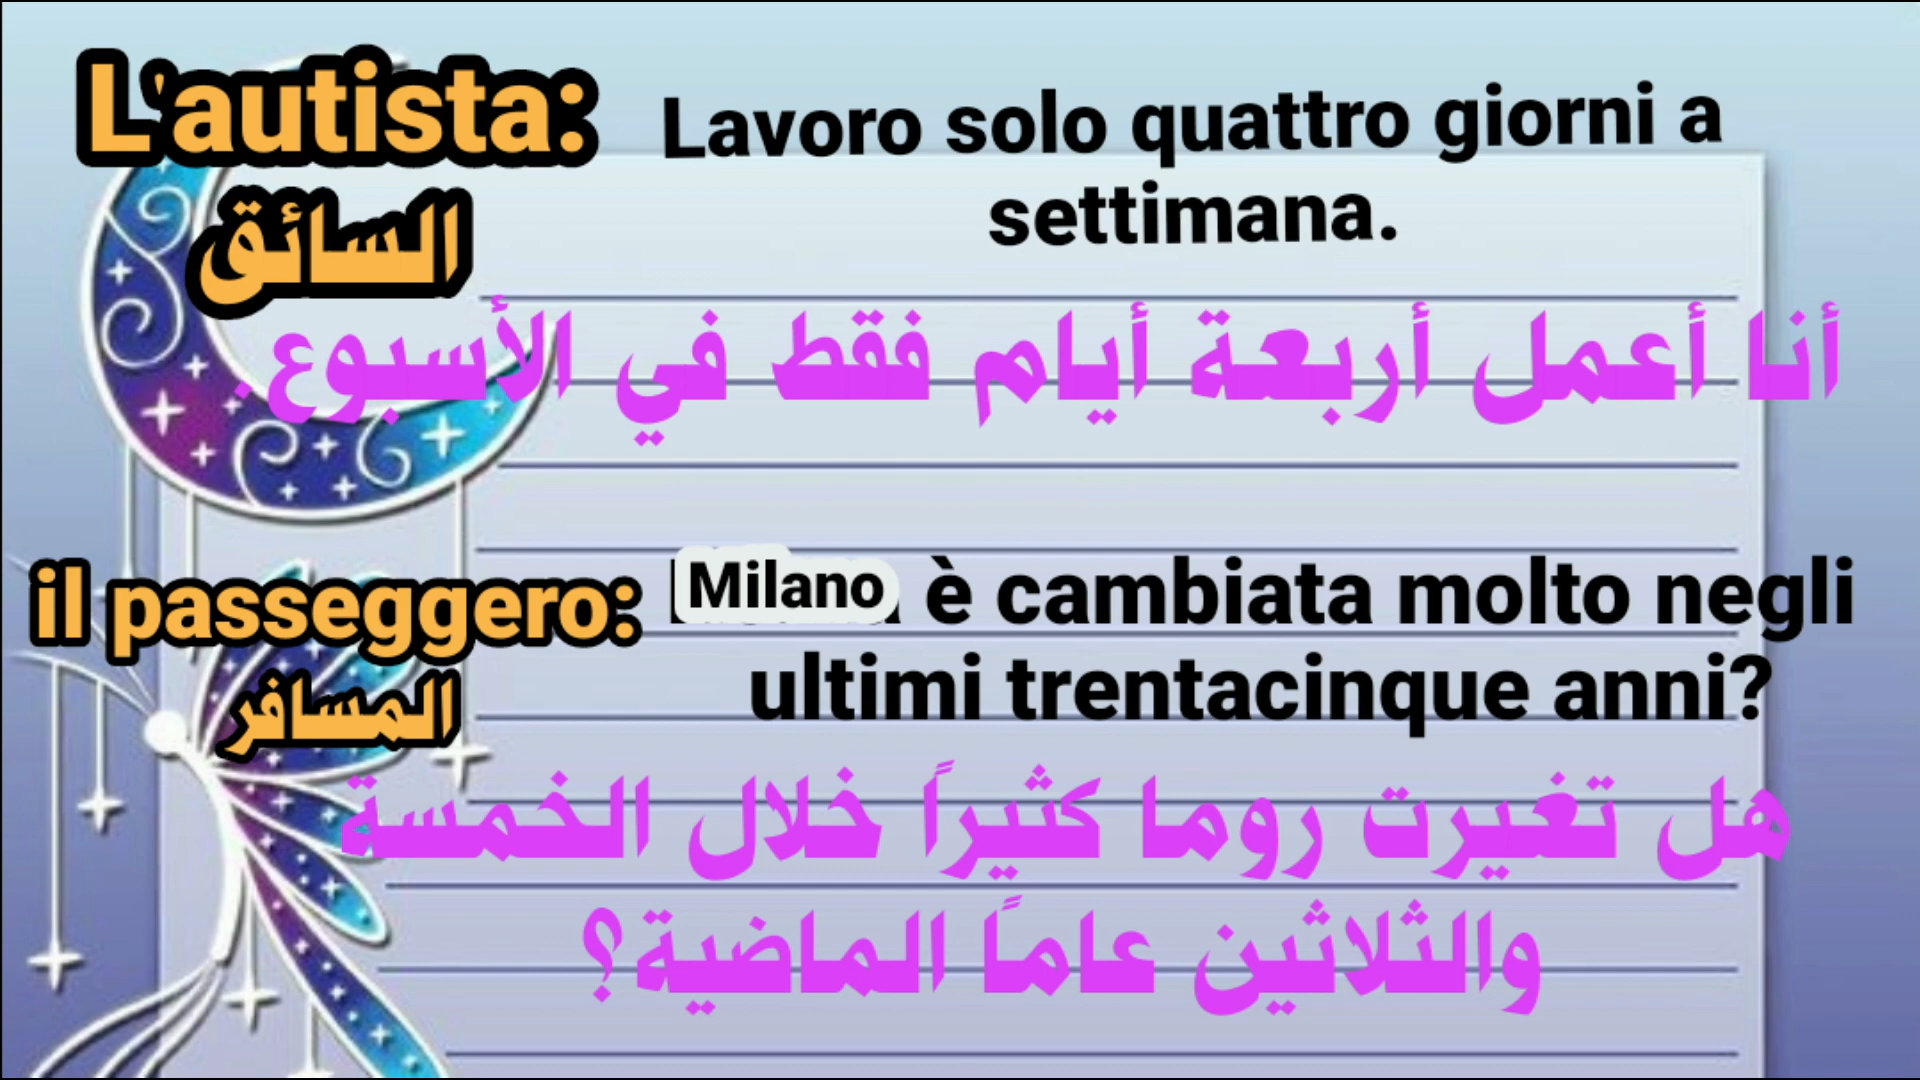 L'autista:
السائق
Lavoro solo quattro giorni a
settimana.
أنا أعمل أربعة أيام فقط في الأسبوع.
il passeggero:
المسافر
Milano è cambiata molto negli
ultimi trentacinque anni?
هل تغيرت روما كثيراً خلال الخمسة
والثلاثين عامًا الماضية؟